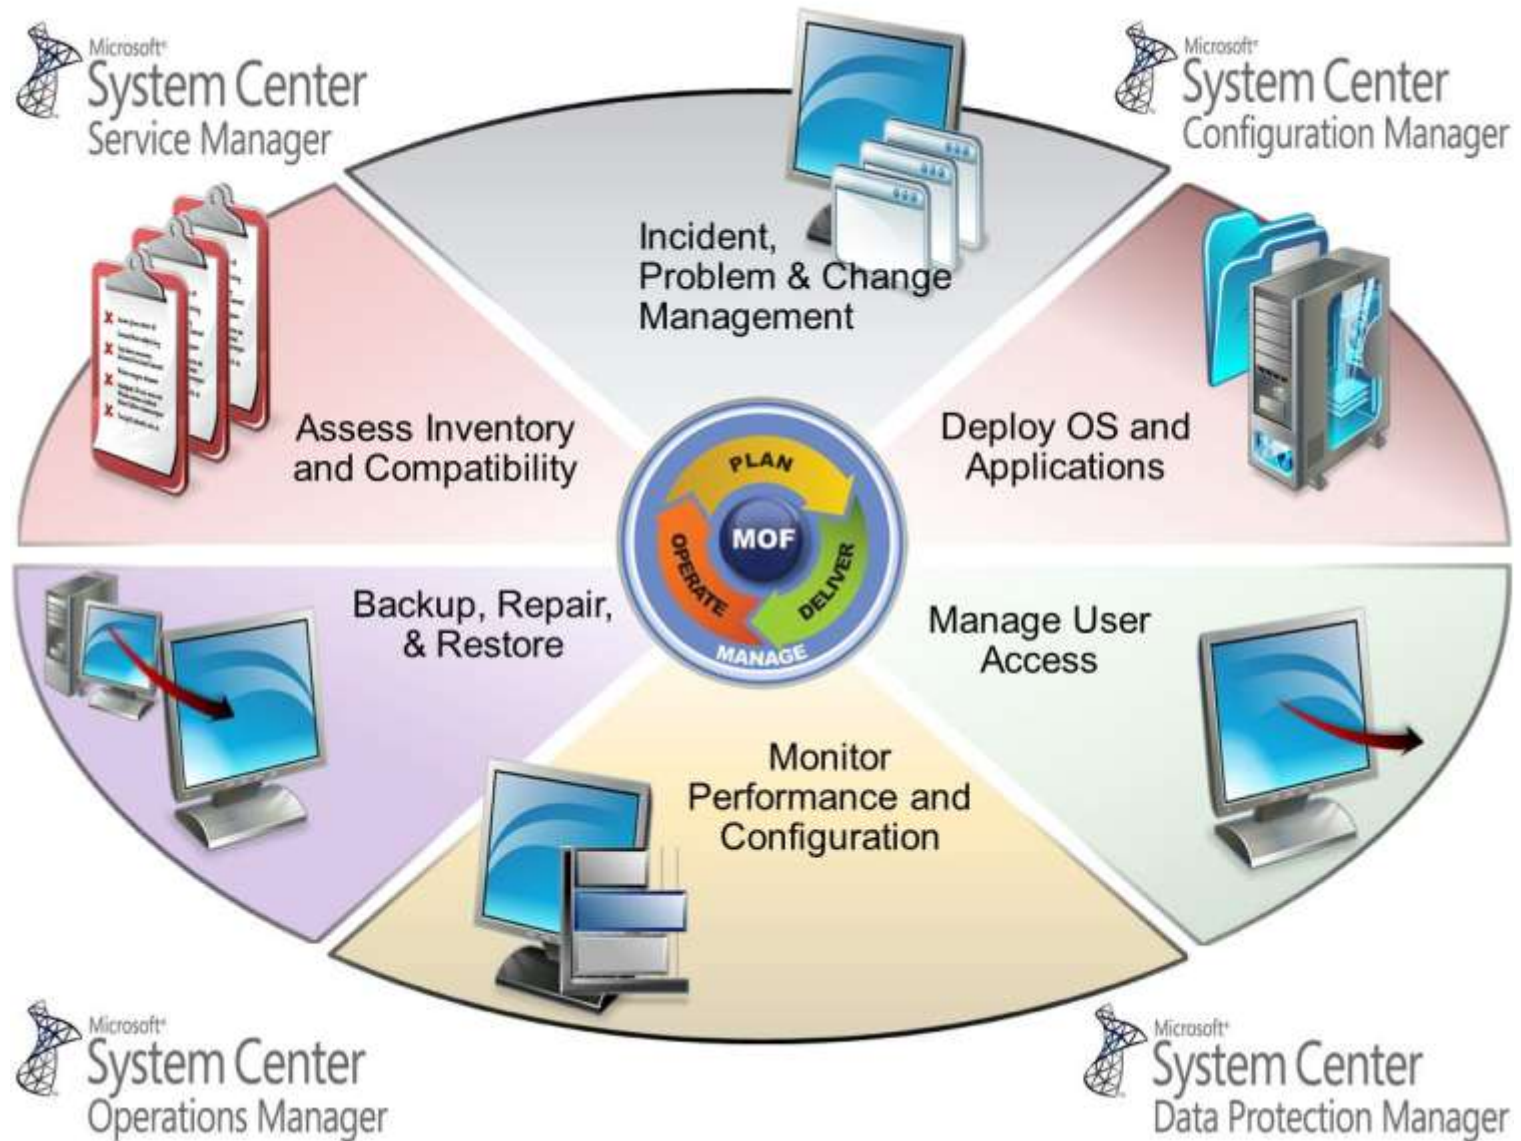 Microsoft®
System Center
Service Manager
Microsoft®
System Center
Configuration Manager
Incident,
Problem & Change
Management
Assess Inventory
and Compatibility
Deploy OS and
Applications
PLAN
MOF
OPERATE
DELIVER
MANAGE
Backup, Repair,
& Restore
Manage User
Access
Monitor
Performance and
Configuration
Microsoft®
System Center
Operations Manager
Microsoft®
System Center
Data Protection Manager